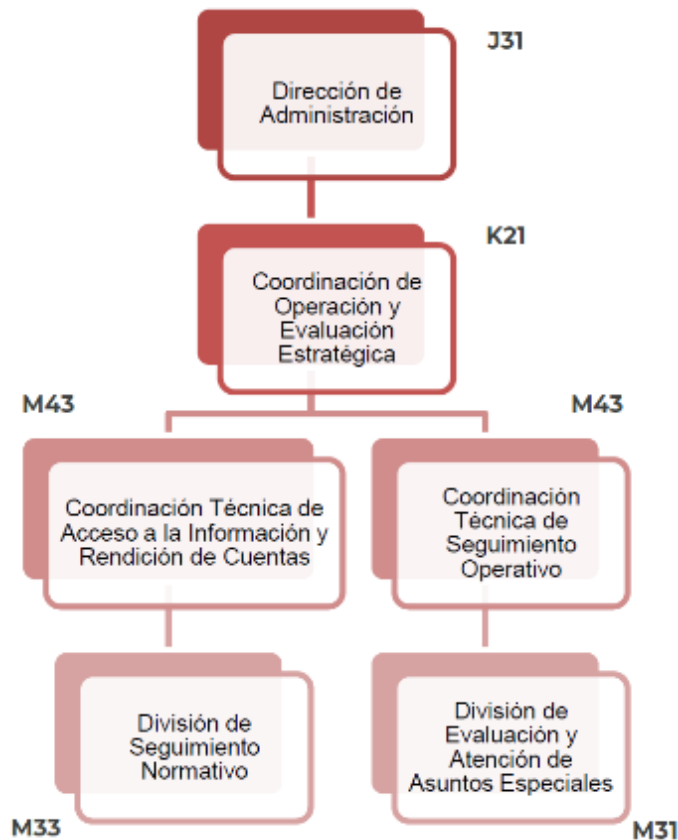 J31
Dirección de
Administración
K21
Coordinación de
Operación y
Evaluación
Estratégica
M43
Coordinación Técnica de
Acceso a la Información y
Rendición de Cuentas
M43
Coordinación
Técnica de
Seguimiento
Operativo
División de
Seguimiento
Normativo
M33
División de
Evaluación y
Atención de
Asuntos Especiales
M31